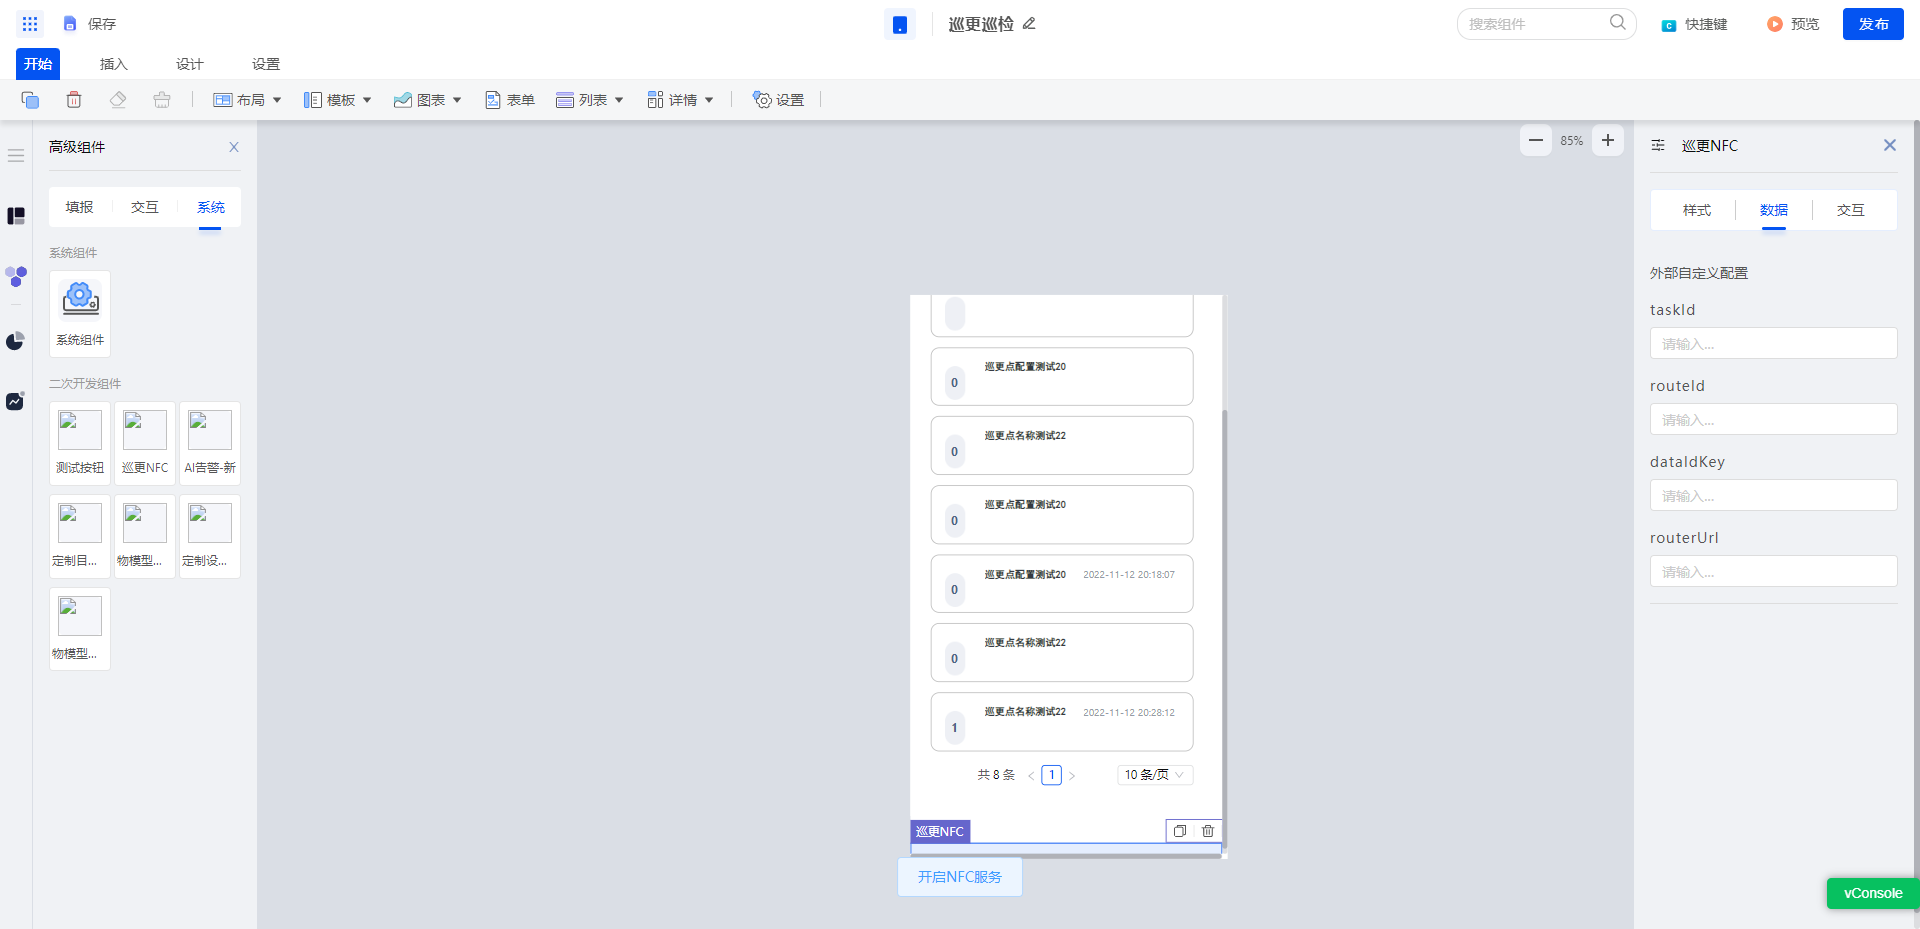 保存
巡更巡检
搜索组件
快捷键
预览
发布
开始
插入
设计
设置
布局
模板
图表
表单
列表
详情
设置
高级组件
填报
交互
系统
系统组件
系统组件
二次开发组件
测试按钮
巡更NFC
AI告警-新
定制目...
物模型...
定制设...
物模型...
85%
0
巡更点配置测试20
0
巡更点名称测试22
0
巡更点配置测试20
0
巡更点配置测试20 2022-11-12 20:18:07
0
巡更点名称测试22
1
巡更点名称测试22 2022-11-12 20:28:12
共 8 条 < 1 > 10 条/页
巡更NFC
开启NFC服务
巡更NFC
样式
数据
交互
外部自定义配置
taskId
请输入...
routeId
请输入...
dataIdKey
请输入...
routerUrl
请输入...
vConsole